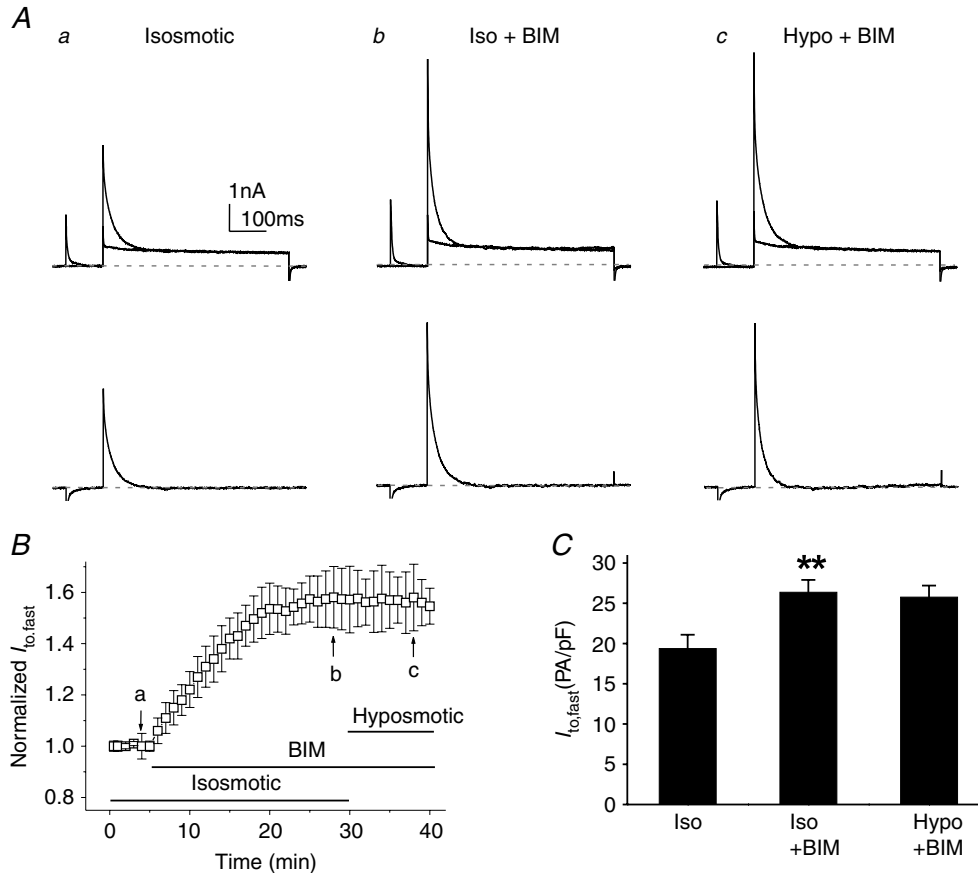 A
a Isosmotic
b Iso + BIM
c Hypo + BIM
1nA
100ms
B
Normalized Ito.fast
1.6
1.4
1.2
1.0
0.8
a
b
c
Hyposmotic
BIM
Isosmotic
0 10 20 30 40
Time (min)
C
Ito,fast(PA/pF)
30
25
20
15
10
5
0
**
Iso
Iso
+BIM
Hypo
+BIM